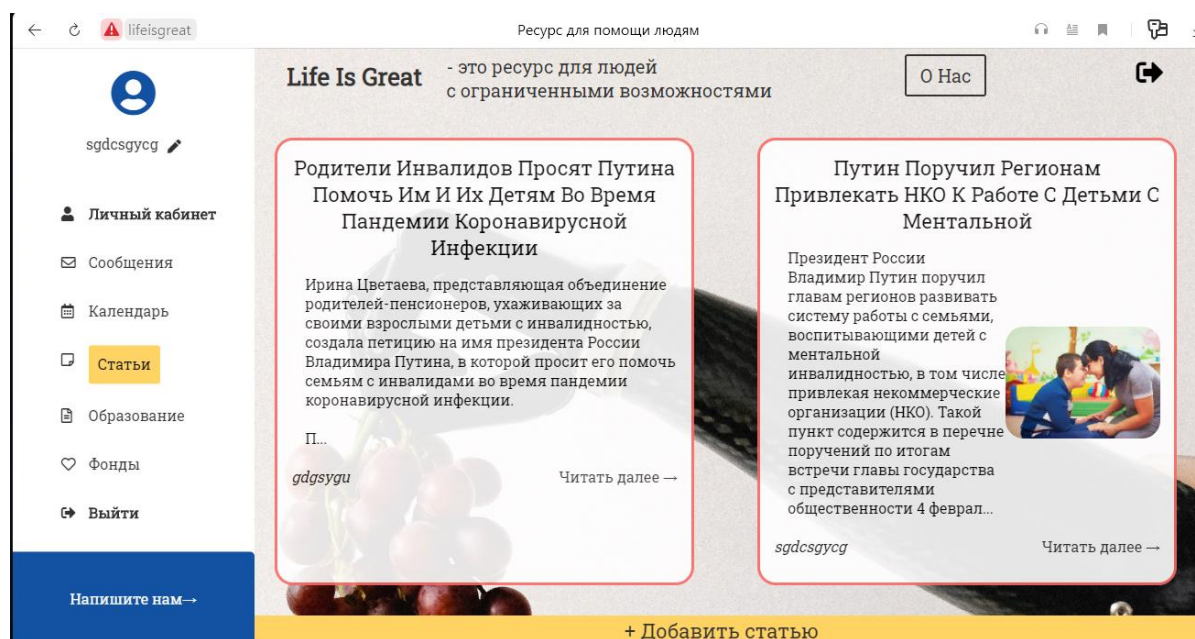 lifeisgreat
Ресурс для помощи людям
sgdcsgycg
Личный кабинет
Сообщения
Календарь
Статьи
Образование
Фонды
Выйти
Напишите нам→
Life Is Great
- это ресурс для людей
с ограниченными возможностями
О Нас
Родители Инвалидов Просят Путина
Помочь Им И Их Детям Во Время
Пандемии Коронавирусной
Инфекции
Ирина Цветаева, представляющая объединение
родителей-пенсионеров, ухаживающих за
своими взрослыми детьми с инвалидностью,
создала петицию на имя президента России
Владимира Путина, в которой просит его помочь
семьям с инвалидами во время пандемии
коронавирусной инфекции.
П...
gdgsygu
Читать далее →
Путин Поручил Регионам
Привлекать НКО К Работе С Детьми С
Ментальной
Президент России
Владимир Путин поручил
главам регионов развивать
систему работы с семьями,
воспитывающими детей с
ментальной
инвалидностью, в том числе
привлекая некоммерческие
организации (НКО). Такой
пункт содержится в перечне
поручений по итогам
встречи главы государства
с представителями
общественности 4 феврал...
sgdcsgycg
Читать далее →
+ Добавить статью